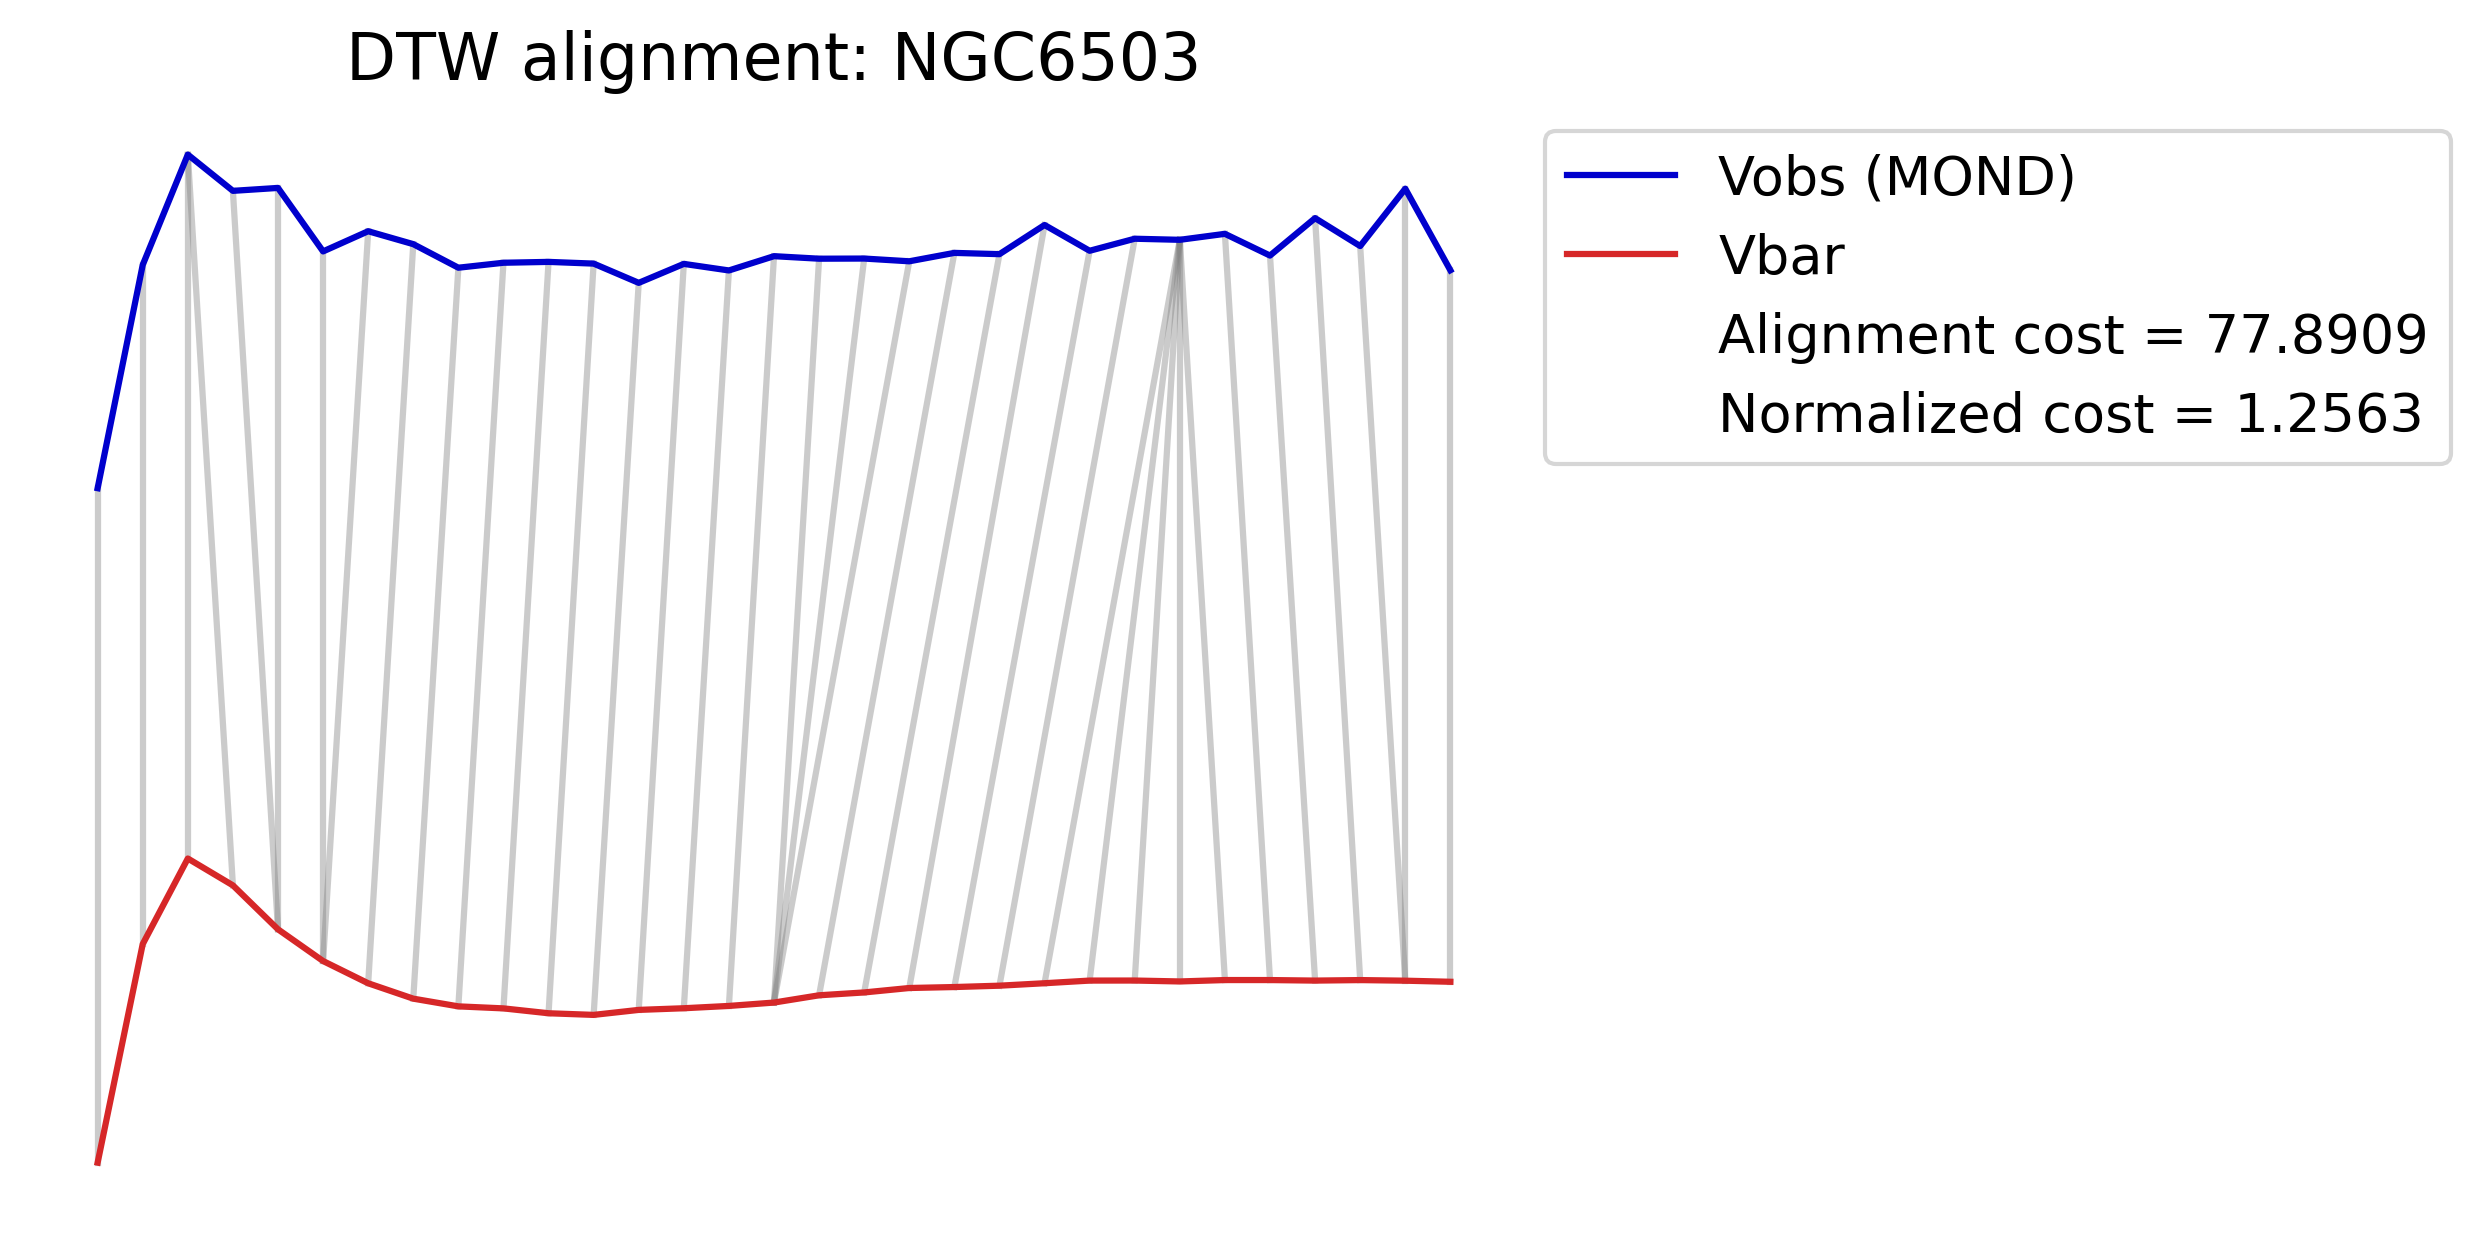 DTW alignment: NGC6503
Vobs (MOND)
Vbar
Alignment cost = 77.8909
Normalized cost = 1.2563